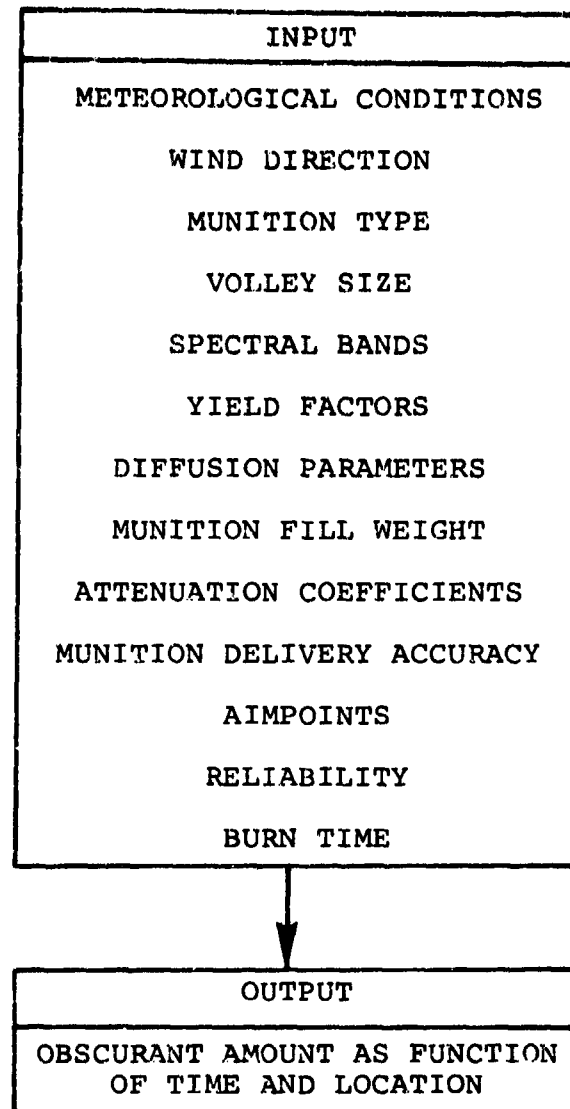 INPUT
METEOROLOGICAL CONDITIONS
WIND DIRECTION
MUNITION TYPE
VOLLEY SIZE
SPECTRAL BANDS
YIELD FACTORS
DIFFUSION PARAMETERS
MUNITION FILL WEIGHT
ATTENUATION COEFFICIENTS
MUNITION DELIVERY ACCURACY
AIMPOINTS
RELIABILITY
BURN TIME
OUTPUT
OBSCURANT AMOUNT AS FUNCTION
OF TIME AND LOCATION